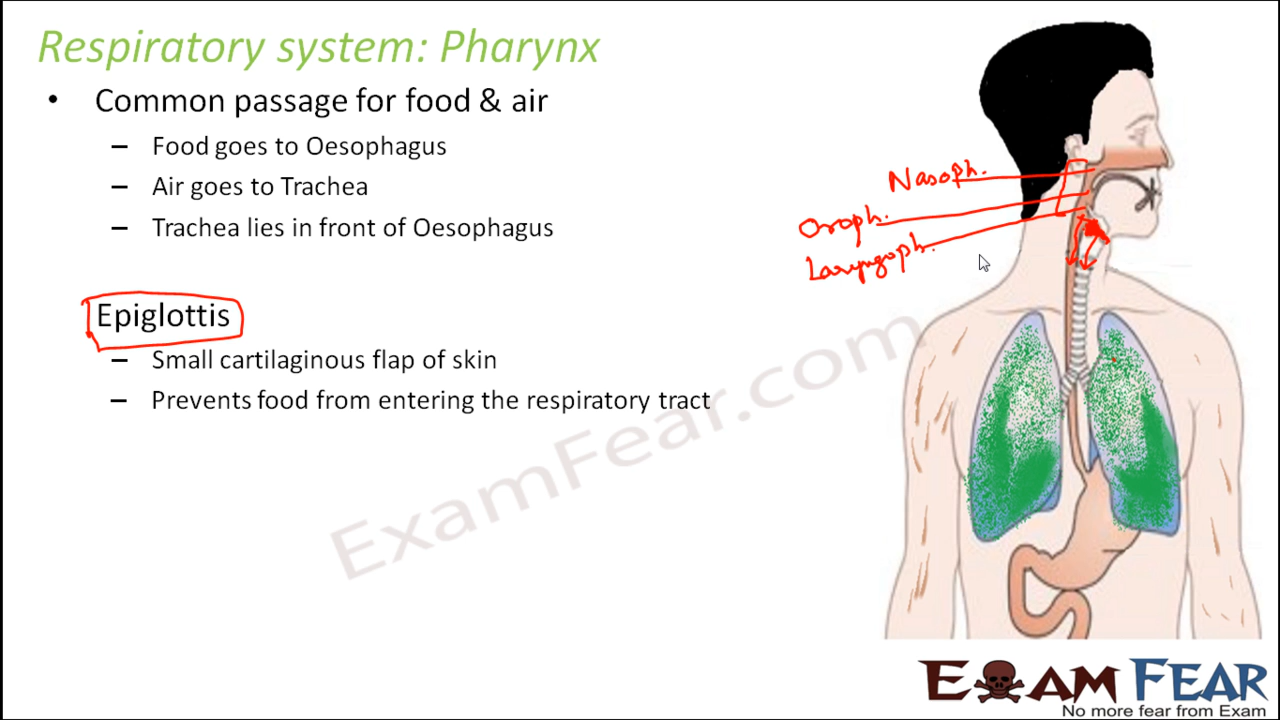 Respiratory system: Pharynx
• Common passage for food & air
– Food goes to Oesophagus
– Air goes to Trachea
– Trachea lies in front of Oesophagus
Epiglottis
– Small cartilaginous flap of skin
– Prevents food from entering the respiratory tract
Nasoph.
Oroph.
Laryngoph.
ExamFear.com
EXAM FEAR
No more fear from Exam